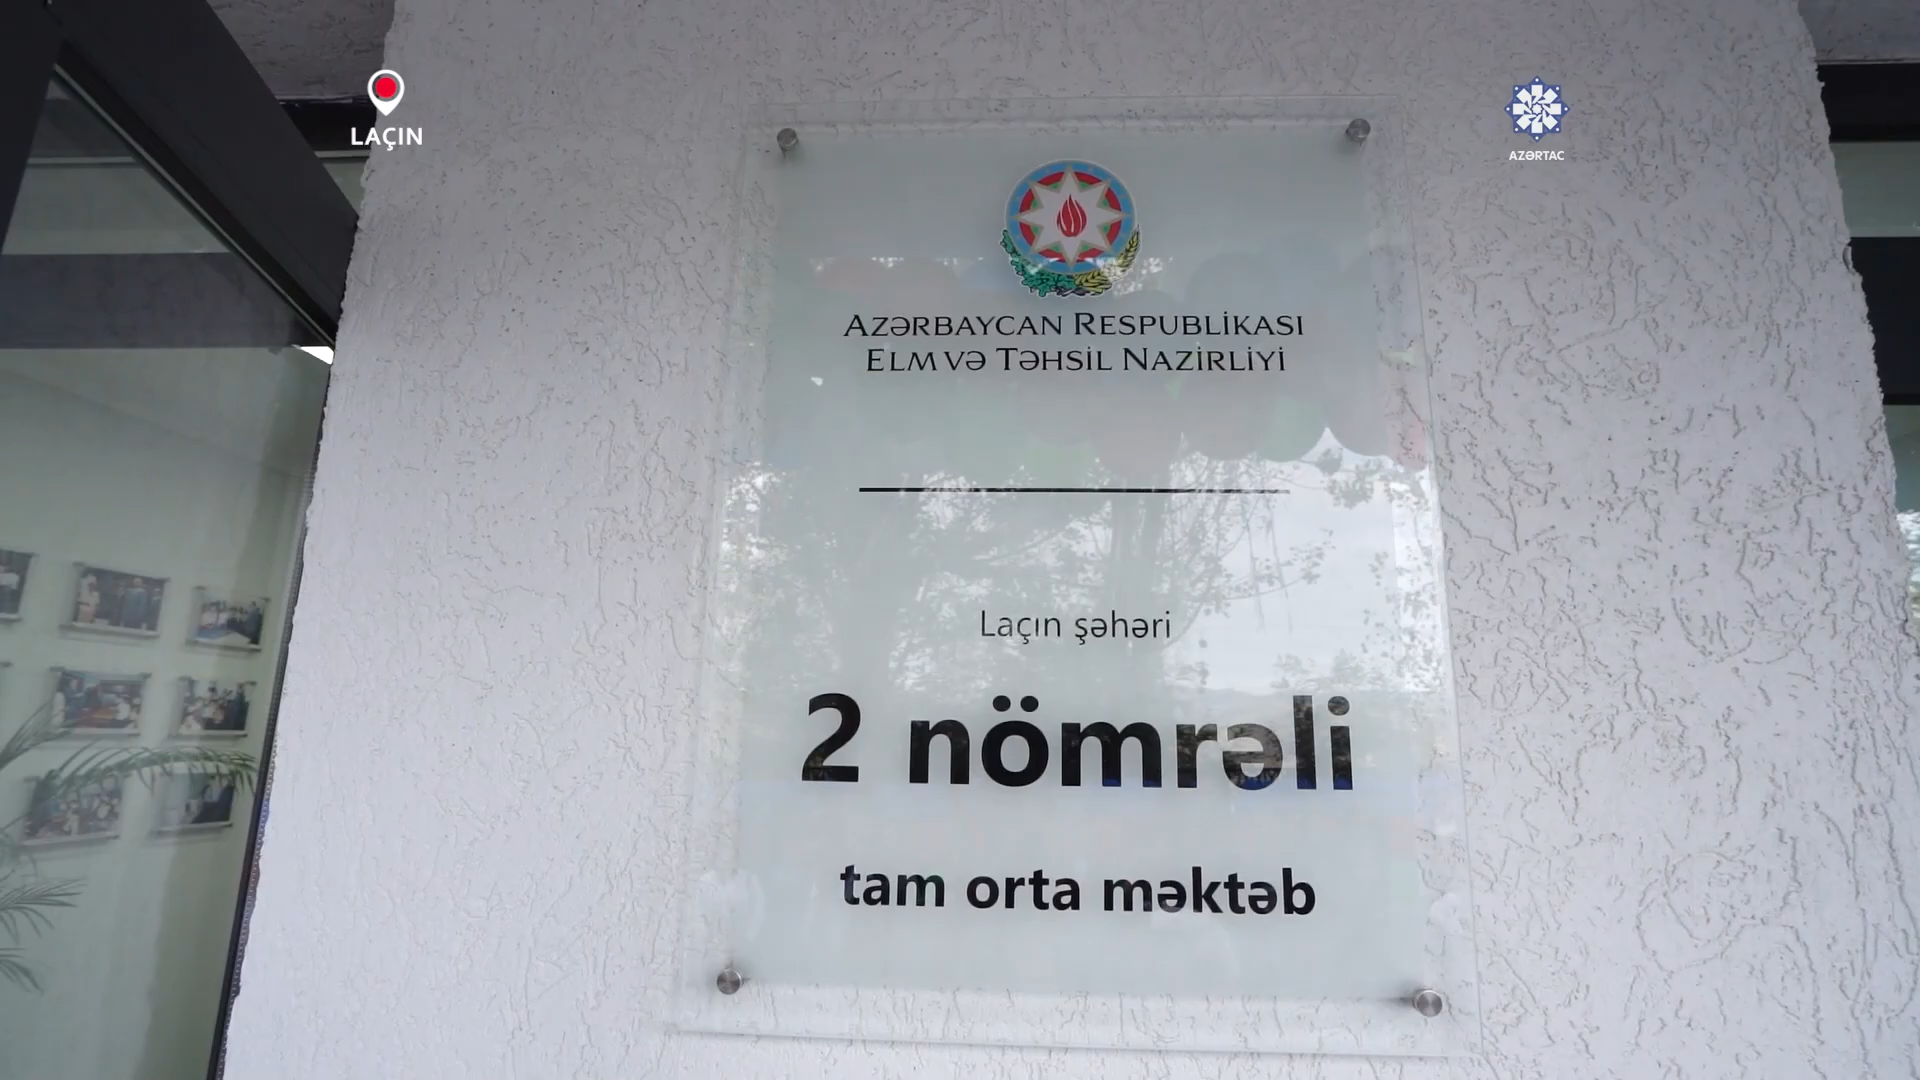 LAÇIN
AZƏRTAC
AZƏRBAYCAN RESPUBLİKASI
ELM VƏ TƏHSİL NAZİRLİYİ
Laçın şəhəri
2 nömrəli
tam orta məktəb